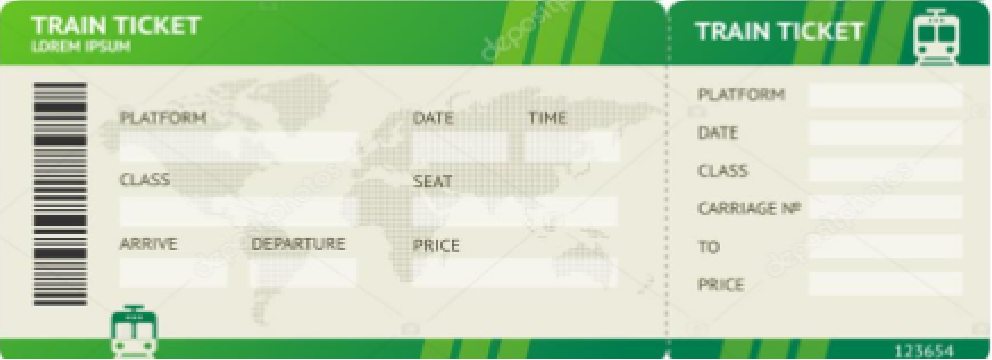 TRAIN TICKET
LOREM IPSUM
PLATFORM
DATE TIME
CLASS
SEAT
ARRIVE DEPARTURE
PRICE
TRAIN TICKET
PLATFORM
DATE
CLASS
CARRIAGE №
TO
PRICE
123654
depositphotos